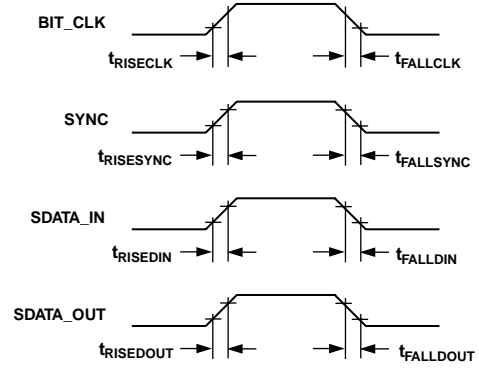 BIT_CLK
tRISECLK tFALLCLK
SYNC
tRISESYNC tFALLSYNC
SDATA_IN
tRISEDIN tFALLDIN
SDATA_OUT
tRISEDOUT tFALLDOUT